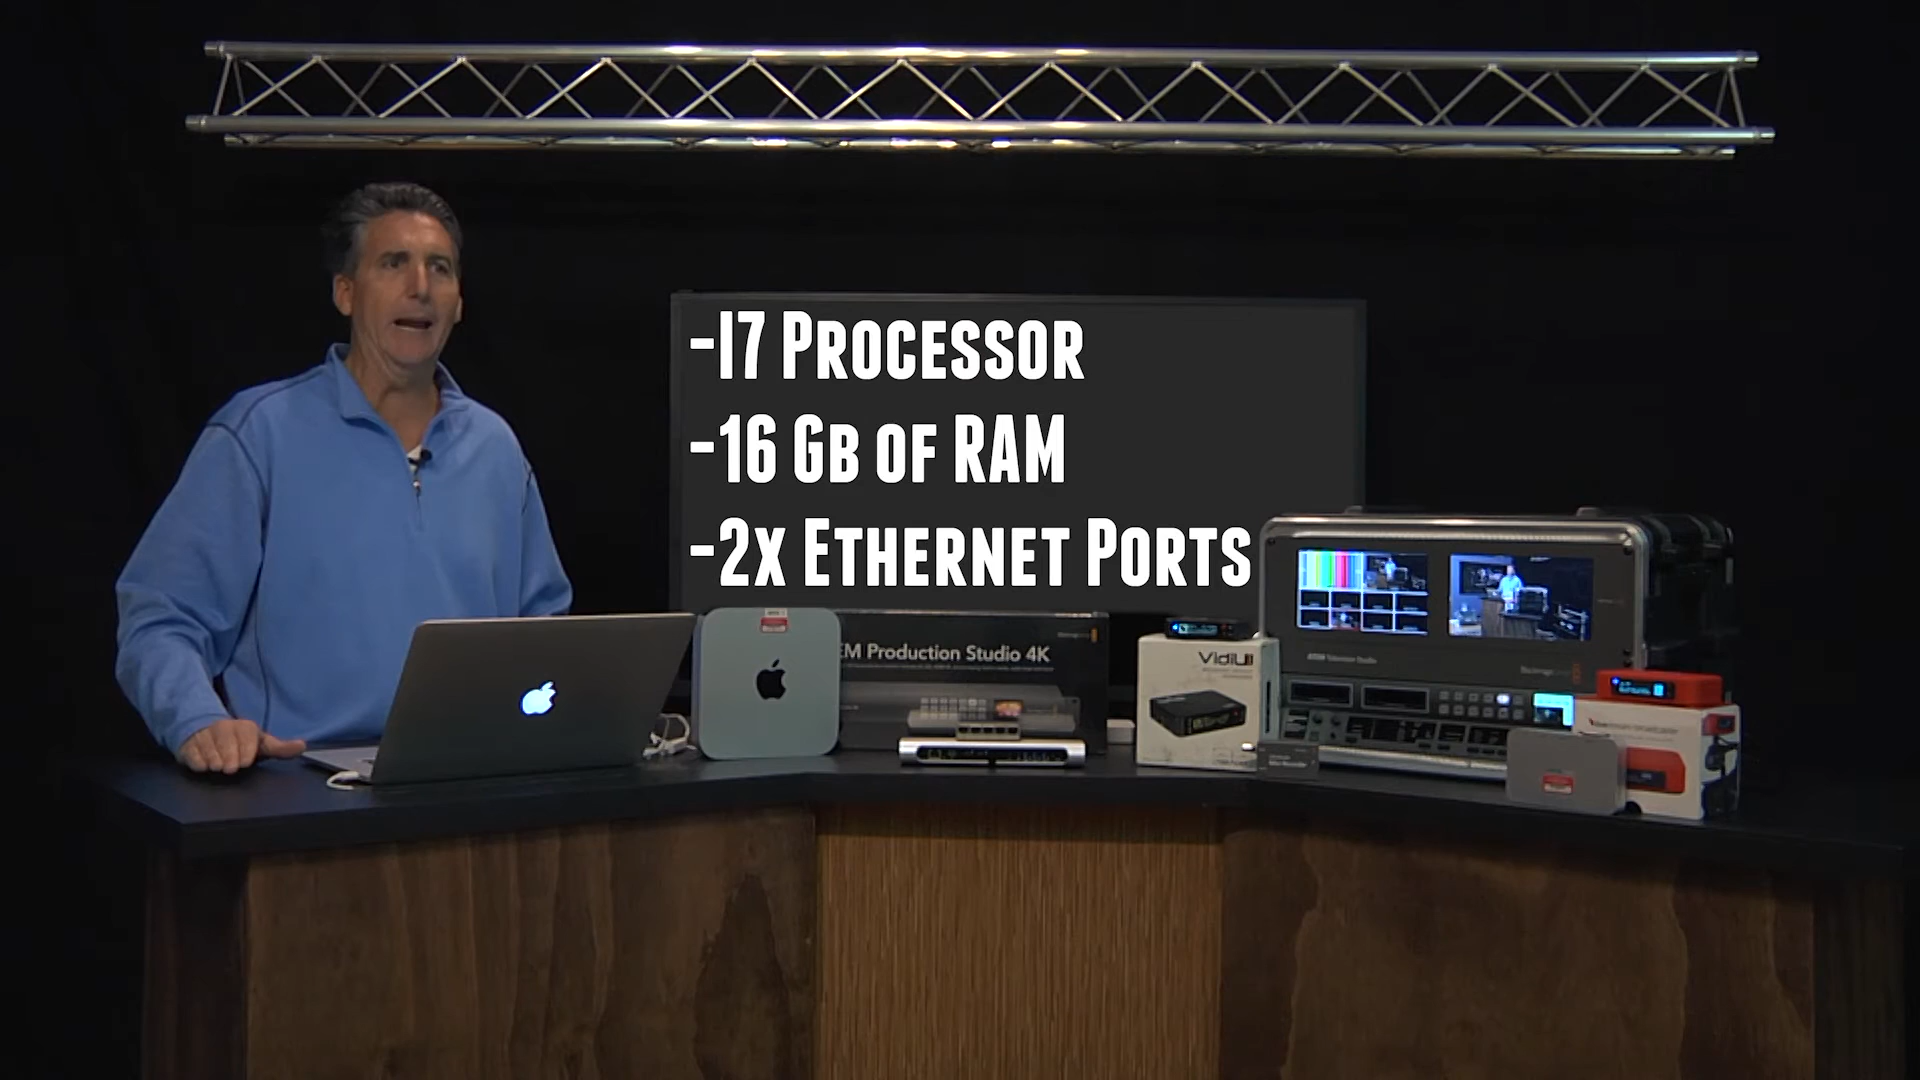 -I7 Processor
-16 Gb of RAM
-2x Ethernet Ports
EM Production Studio 4K
VidiU